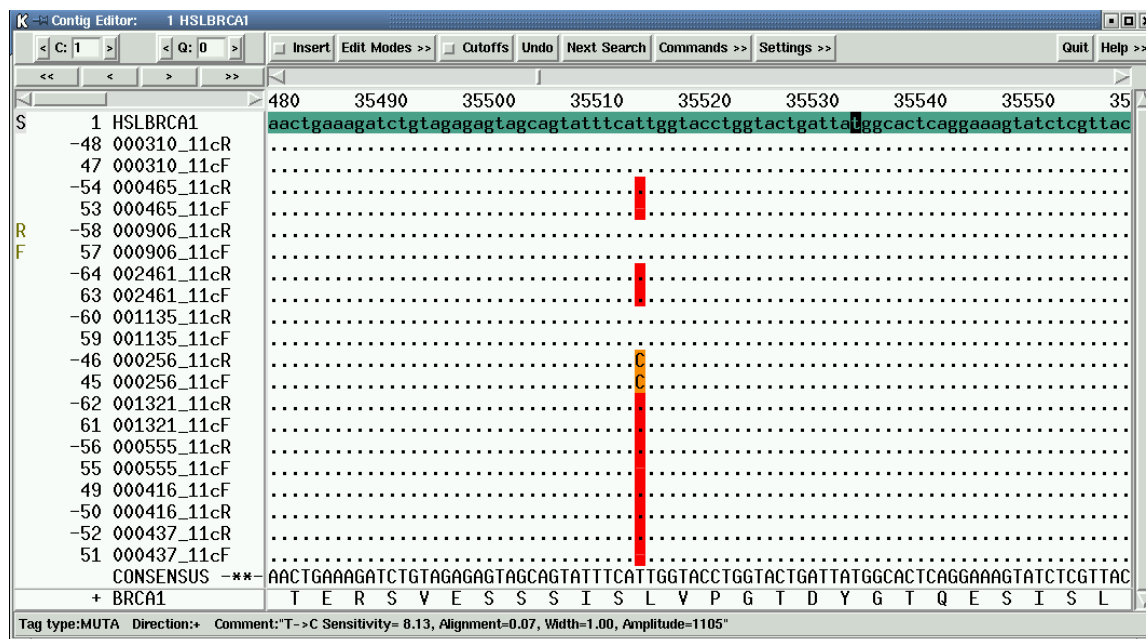 Contig Editor: 1 HSLBRCA1
< C: 1 > < Q: 0 > Insert Edit Modes >> Cutoffs Undo Next Search Commands >> Settings >> Quit Help >>
<< < > >>
480 35490 35500 35510 35520 35530 35540 35550 35
S 1 HSLBRCA1 aactgaaagatctgtagagagtagcagtatttcattggtacctggtactgattatggcactcaggaaagtatctcgttac
-48 000310_11cR
47 000310_11cF
-54 000465_11cR
53 000465_11cF
R -58 000906_11cR
F 57 000906_11cF
-64 002461_11cR
63 002461_11cF
-60 001135_11cR
59 001135_11cF
-46 000256_11cR C
45 000256_11cF C
-62 001321_11cR
61 001321_11cF
-56 000555_11cR
55 000555_11cF
49 000416_11cF
-50 000416_11cR
-52 000437_11cR
51 000437_11cF
CONSENSUS -**- AACTGAAAGATCTGTAGAGAGTAGCAGTATTTCATTGGTACCTGGTACTGATTATGGCACTCAGGAAAGTATCTCGTTAC
+ BRCA1 T E R S V E S S S I S L V P G T D Y G T Q E S I S L
Tag type:MUTA Direction:+ Comment:"T->C Sensitivity= 8.13, Alignment=0.07, Width=1.00, Amplitude=1105"